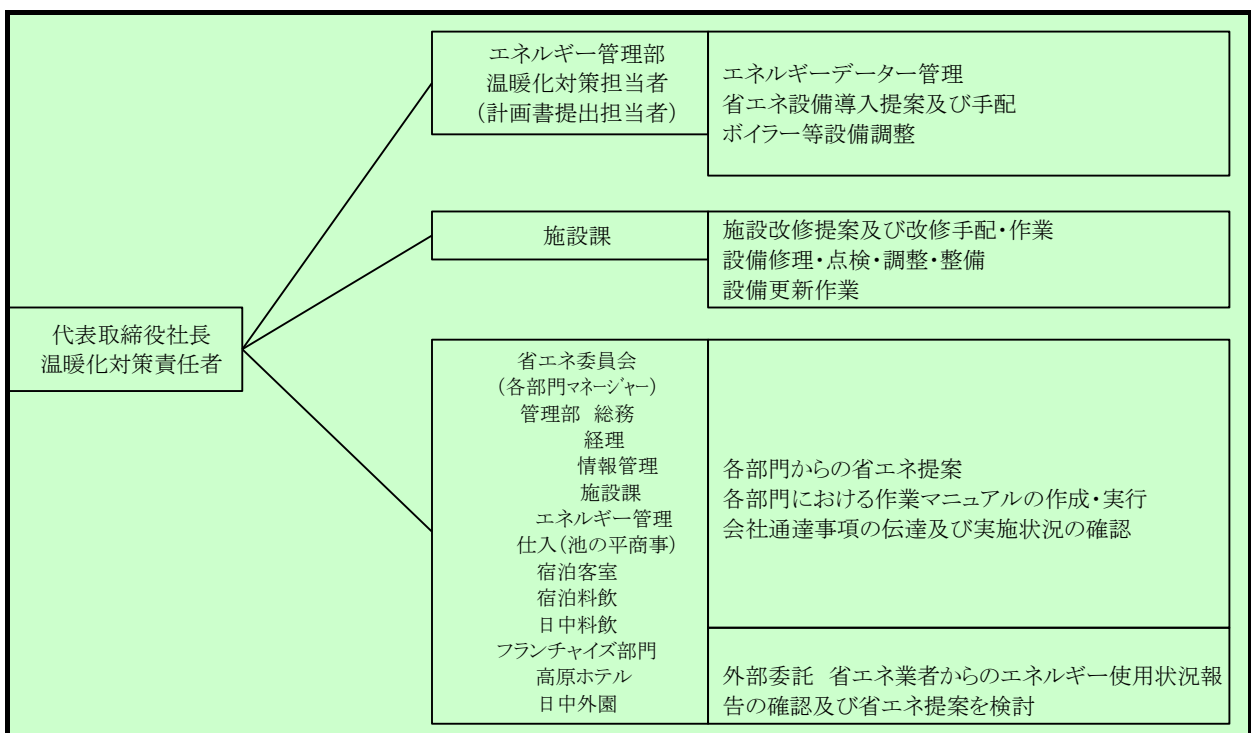 エネルギー管理部
温暖化対策担当者
(計画書提出担当者)
エネルギーデーター管理
省エネ設備導入提案及び手配
ボイラー等設備調整
施設課
施設改修提案及び改修手配・作業
設備修理・点検・調整・整備
設備更新作業
代表取締役社長
温暖化対策責任者
省エネ委員会
(各部門ﾏﾈｰｼﾞｬｰ)
管理部 総務
経理
情報管理
施設課
エネルギー管理
仕入(池の平商事)
宿泊客室
宿泊料飲
日中料飲
フランチャイズ部門
高原ホテル
日中外園
各部門からの省エネ提案
各部門における作業マニュアルの作成・実行
会社通達事項の伝達及び実施状況の確認
外部委託 省エネ業者からのエネルギー使用状況報
告の確認及び省エネ提案を検討